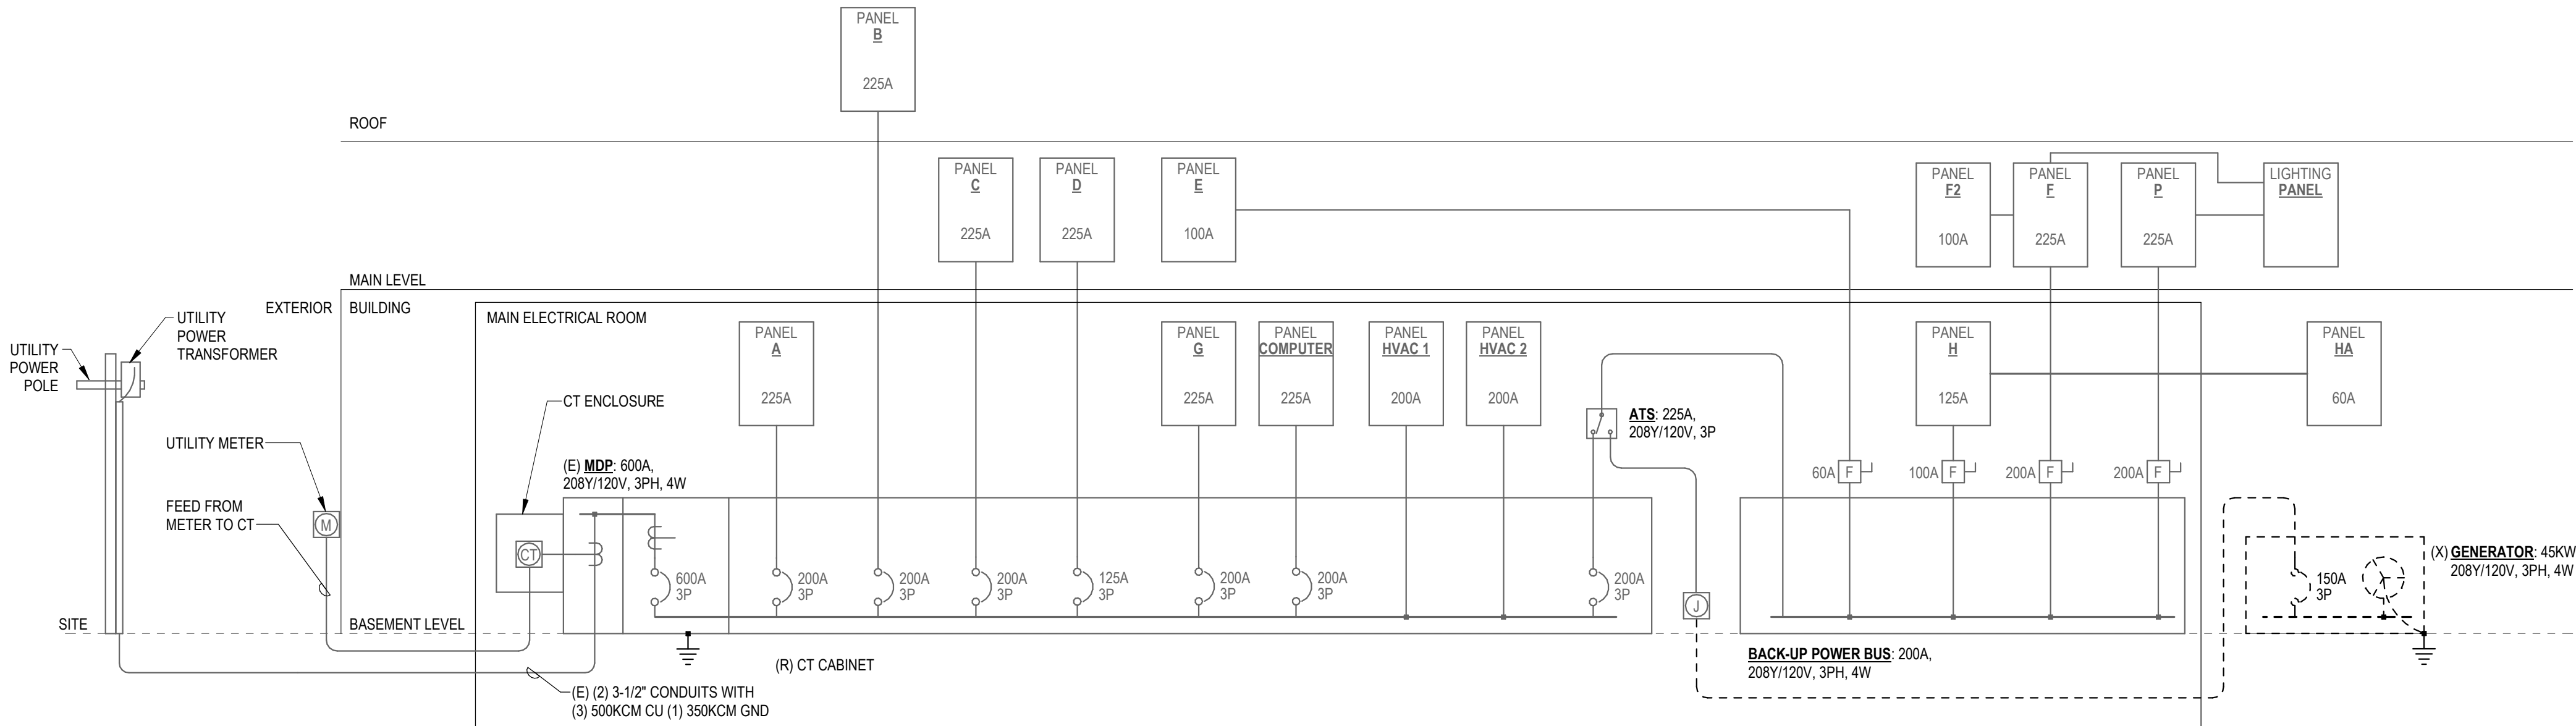 PANEL
B
225A
ROOF
PANEL
C
225A
PANEL
D
225A
PANEL
E
100A
PANEL
F2
100A
PANEL
F
225A
PANEL
P
225A
LIGHTING
PANEL
MAIN LEVEL
EXTERIOR
BUILDING
MAIN ELECTRICAL ROOM
UTILITY
POWER
TRANSFORMER
UTILITY
POWER
POLE
PANEL
A
225A
PANEL
G
225A
PANEL
COMPUTER
225A
PANEL
HVAC 1
200A
PANEL
HVAC 2
200A
PANEL
H
125A
PANEL
HA
60A
CT ENCLOSURE
ATS: 225A,
208Y/120V, 3P
UTILITY METER
(E) MDP: 600A,
208Y/120V, 3PH, 4W
60A
F
100A
F
200A
F
200A
F
FEED FROM
METER TO CT
M
CT
600A
3P
200A
3P
200A
3P
200A
3P
125A
3P
200A
3P
200A
3P
200A
3P
J
150A
3P
(X) GENERATOR: 45KW
208Y/120V, 3PH, 4W
SITE
BASEMENT LEVEL
(R) CT CABINET
BACK-UP POWER BUS: 200A,
208Y/120V, 3PH, 4W
(E) (2) 3-1/2" CONDUITS WITH
(3) 500KCM CU (1) 350KCM GND